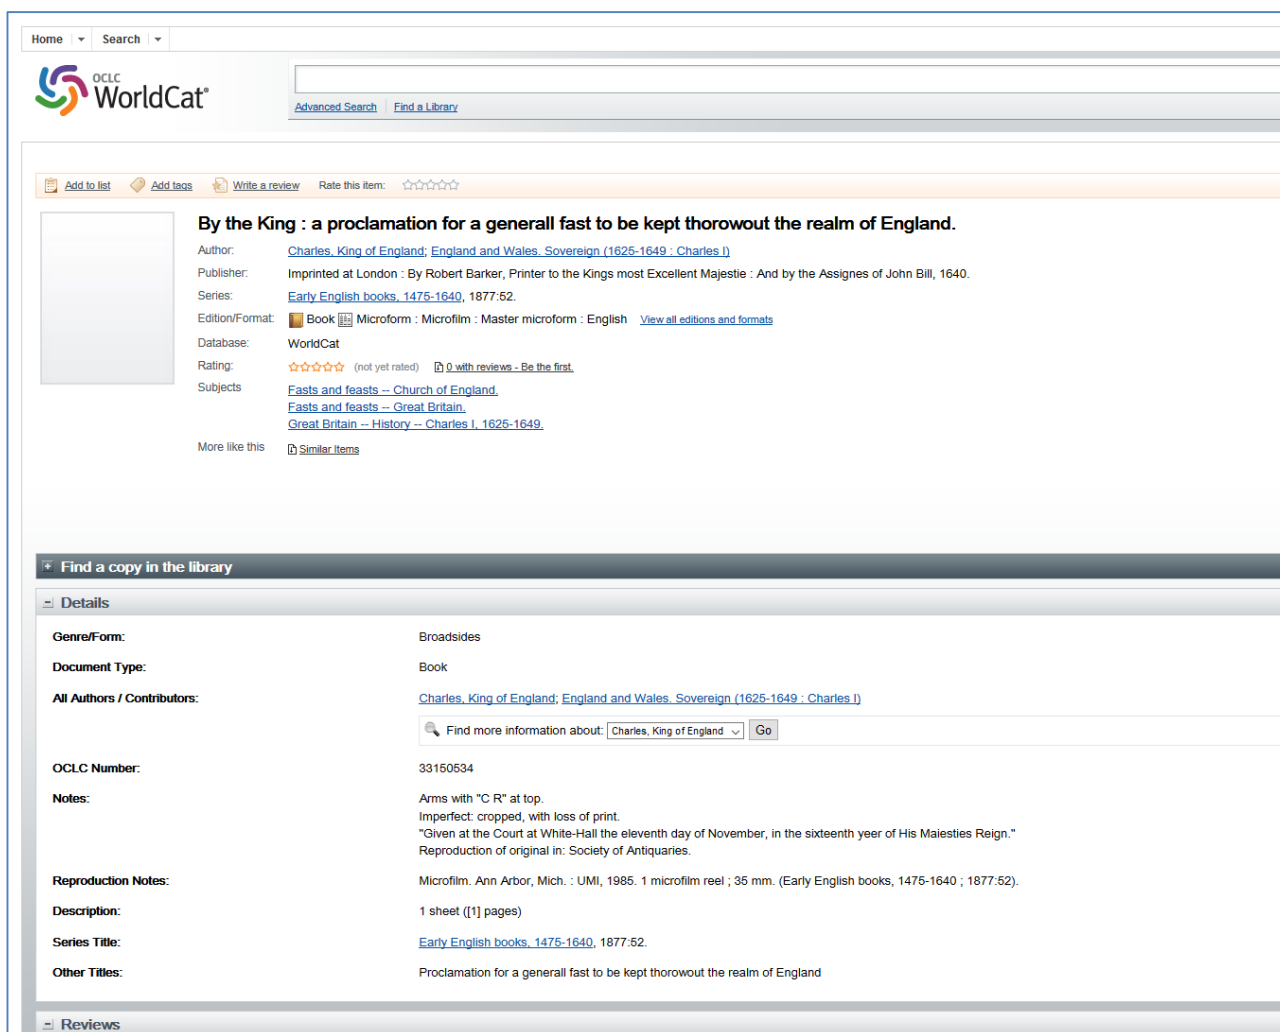 Home Search
OCLC
WorldCat®
Advanced Search Find a Library
Add to list Add tags Write a review Rate this item:
By the King : a proclamation for a generall fast to be kept thorowout the realm of England.
Author: Charles, King of England; England and Wales. Sovereign (1625-1649 : Charles I)
Publisher: Imprinted at London : By Robert Barker, Printer to the Kings most Excellent Majestie : And by the Assignes of John Bill, 1640.
Series: Early English books, 1475-1640, 1877:52.
Edition/Format: Book Microform : Microfilm : Master microform : English View all editions and formats
Database: WorldCat
Rating: (not yet rated) 0 with reviews - Be the first.
Subjects Fasts and feasts -- Church of England.
Fasts and feasts -- Great Britain.
Great Britain -- History -- Charles I, 1625-1649.
More like this Similar Items
Find a copy in the library
Details
Genre/Form: Broadsides
Document Type: Book
All Authors / Contributors: Charles, King of England; England and Wales. Sovereign (1625-1649 : Charles I)
Find more information about: Charles, King of England Go
OCLC Number: 33150534
Notes: Arms with "C R" at top.
Imperfect: cropped, with loss of print.
"Given at the Court at White-Hall the eleventh day of November, in the sixteenth yeer of His Maiesties Reign."
Reproduction of original in: Society of Antiquaries.
Reproduction Notes: Microfilm. Ann Arbor, Mich. : UMI, 1985. 1 microfilm reel ; 35 mm. (Early English books, 1475-1640 ; 1877:52).
Description: 1 sheet ([1] pages)
Series Title: Early English books, 1475-1640, 1877:52.
Other Titles: Proclamation for a generall fast to be kept thorowout the realm of England
Reviews